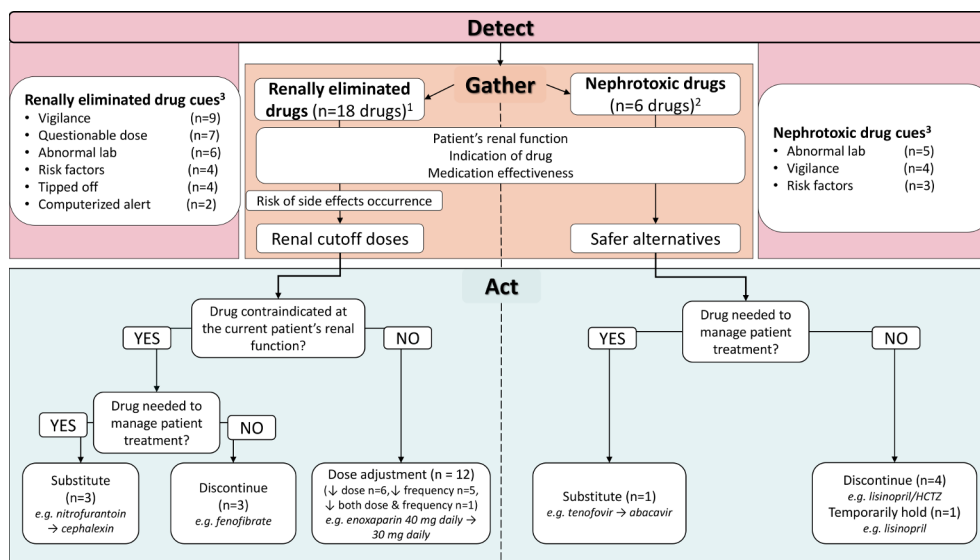 Detect
Gather
Renally eliminated drug cues3
• Vigilance (n=9)
• Questionable dose (n=7)
• Abnormal lab (n=6)
• Risk factors (n=4)
• Tipped off (n=4)
• Computerized alert (n=2)
Renally eliminated
drugs (n=18 drugs)1
Nephrotoxic drugs
(n=6 drugs)2
Patient's renal function
Indication of drug
Medication effectiveness
Risk of side effects occurrence
Renal cutoff doses
Safer alternatives
Nephrotoxic drug cues3
• Abnormal lab (n=5)
• Vigilance (n=4)
• Risk factors (n=3)
Act
Drug contraindicated at
the current patient's renal
function?
YES
NO
Drug needed to
manage patient
treatment?
YES
NO
Substitute
(n=3)
e.g. nitrofurantoin
→ cephalexin
Discontinue
(n=3)
e.g. fenofibrate
Dose adjustment (n = 12)
(↓ dose n=6,↓ frequency n=5,
↓ both dose & frequency n=1)
e.g. enoxaparin 40 mg daily →
30 mg daily
Drug needed to
manage patient
treatment?
YES
NO
Substitute (n=1)
e.g. tenofovir → abacavir
Discontinue (n=4)
e.g. lisinopril/HCTZ
Temporarily hold (n=1)
e.g. lisinopril